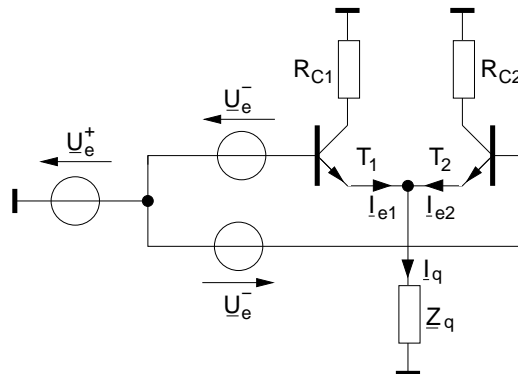 R_C1
R_C2
U_e^-
U_e^+
T_1
T_2
I_e1
I_e2
U_e^-
I_q
Z_q